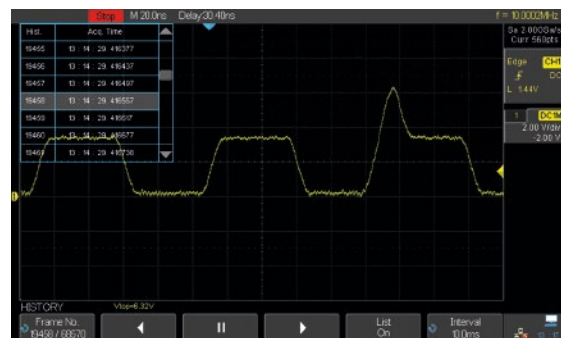 Stop M 20.0ns Delay:30.40ns f = 10.0002MHz
Sa 2.00GSa/s
Curr 560pts
Edge CH1
DC
L 1.44V
1 DC1M
2.00 V/div
-2.00 V
Hist. Acq. Time
19455 13 : 14 : 29. 416377
19456 13 : 14 : 29. 416437
19457 13 : 14 : 29. 416497
19458 13 : 14 : 29. 416557
19459 13 : 14 : 29. 416617
19460 13 : 14 : 29. 416677
13 : 14 : 29. 416738
HISTORY Vtop=6.32V
Frame No. List Interval
19458 / 68570 On 10.0ms